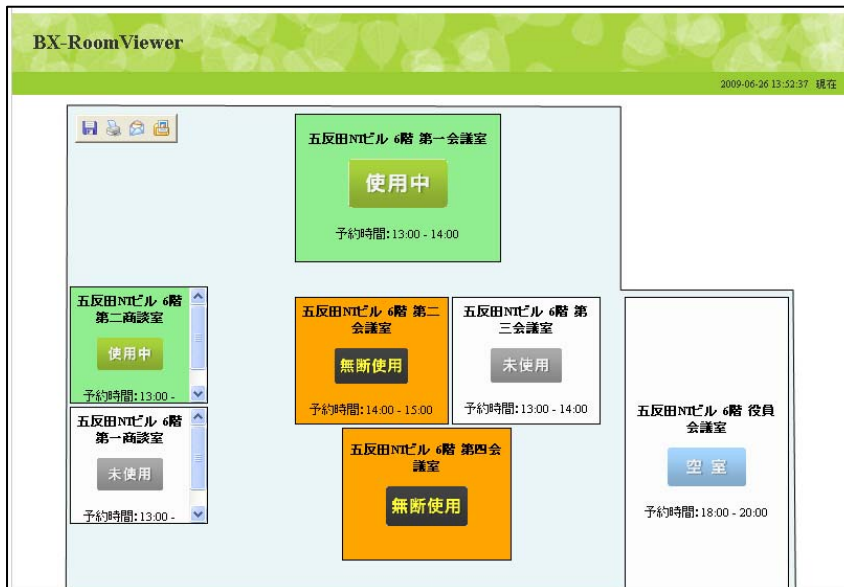 BX-RoomViewer
2009-06-26 13:52:37 現在
五反田NTビル 6階 第一会議室
使用中
予約時間:13:00 - 14:00
五反田NTビル 6階
第二商談室
使用中
予約時間:13:00 -
五反田NTビル 6階
第一商談室
未使用
予約時間:13:00 -
五反田NTビル 6階 第二
会議室
無断使用
予約時間:14:00 - 15:00
五反田NTビル 6階 第
三会議室
未使用
予約時間:13:00 - 14:00
五反田NTビル 6階 第四会
議室
無断使用
五反田NTビル 6階 役員
会議室
空 室
予約時間:18:00 - 20:00